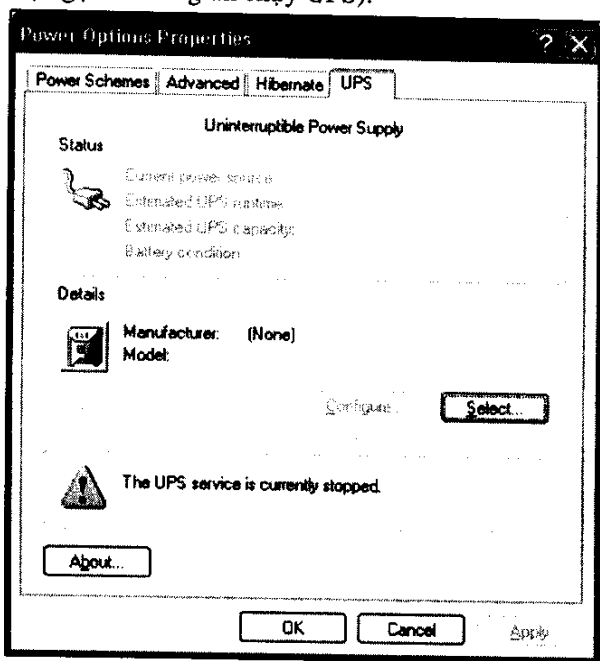 UPS).
Power Options Properties ? X
Power Schemes Advanced Hibernate UPS
Uninterruptible Power Supply
Status
Current power source
Estimated UPS runtime
Estimated UPS capacity:
Battery condition
Details
Manufacturer: (None)
Model:
Configure... Select...
The UPS service is currently stopped.
About...
OK Cancel Apply